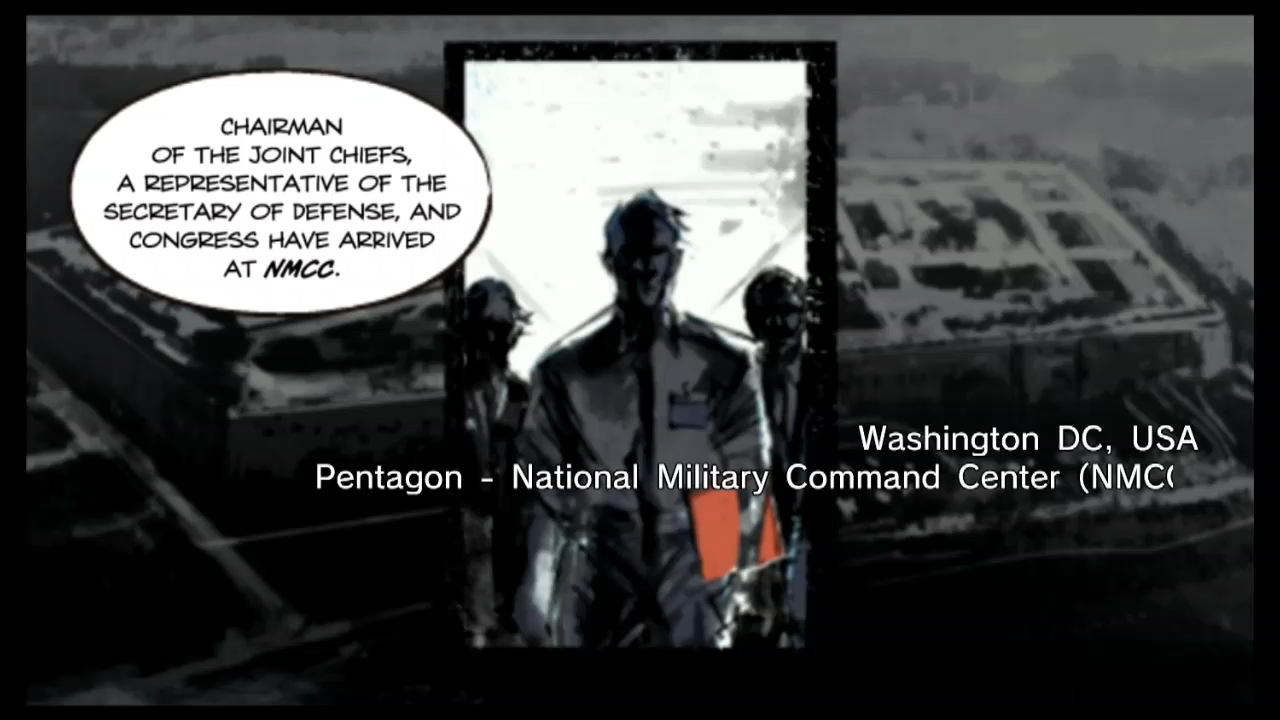 CHAIRMAN
OF THE JOINT CHIEFS,
A REPRESENTATIVE OF THE
SECRETARY OF DEFENSE, AND
CONGRESS HAVE ARRIVED
AT NMCC.
Washington DC, USA
Pentagon - National Military Command Center (NMCC